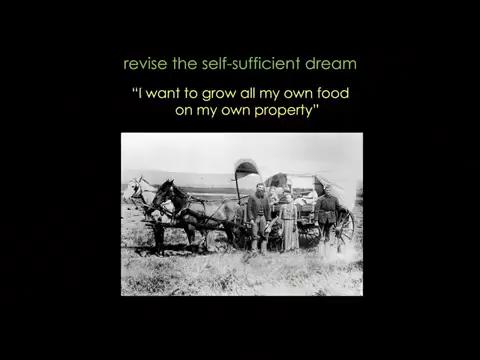 revise the self-sufficient dream
“I want to grow all my own food
on my own property”